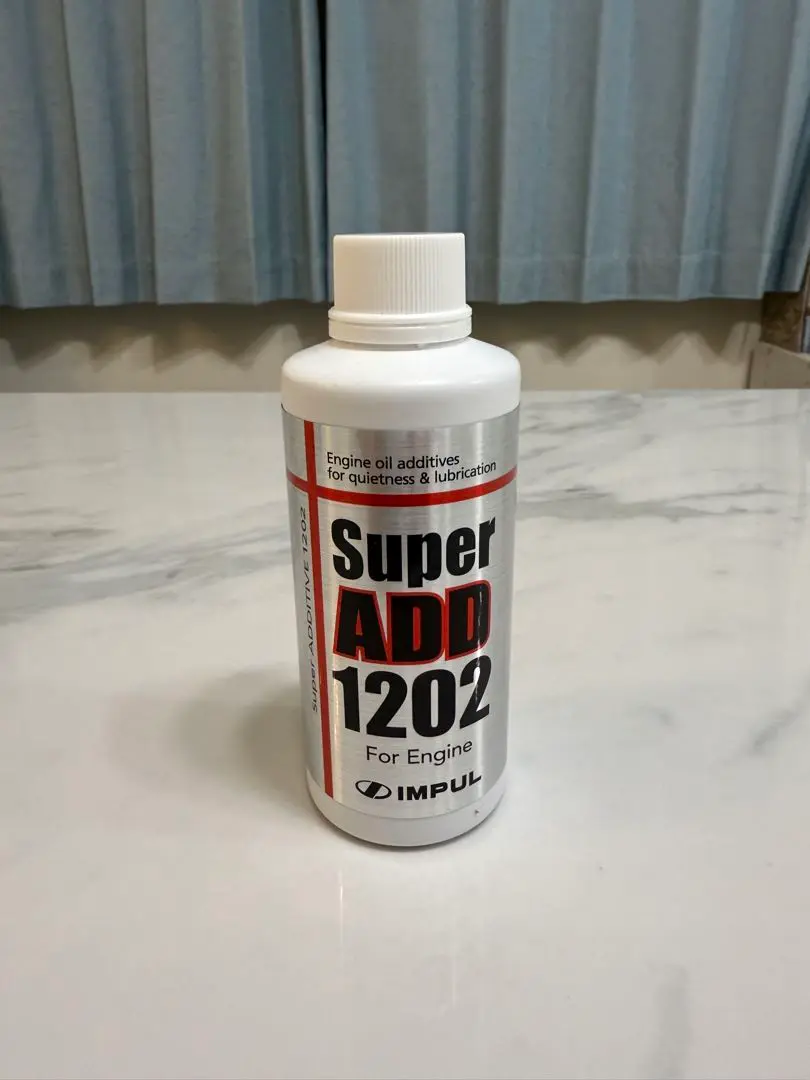 Engine oil additives
for quietness & lubrication
super ADDITIVE 1202
Super
ADD
1202
For Engine
IMPUL